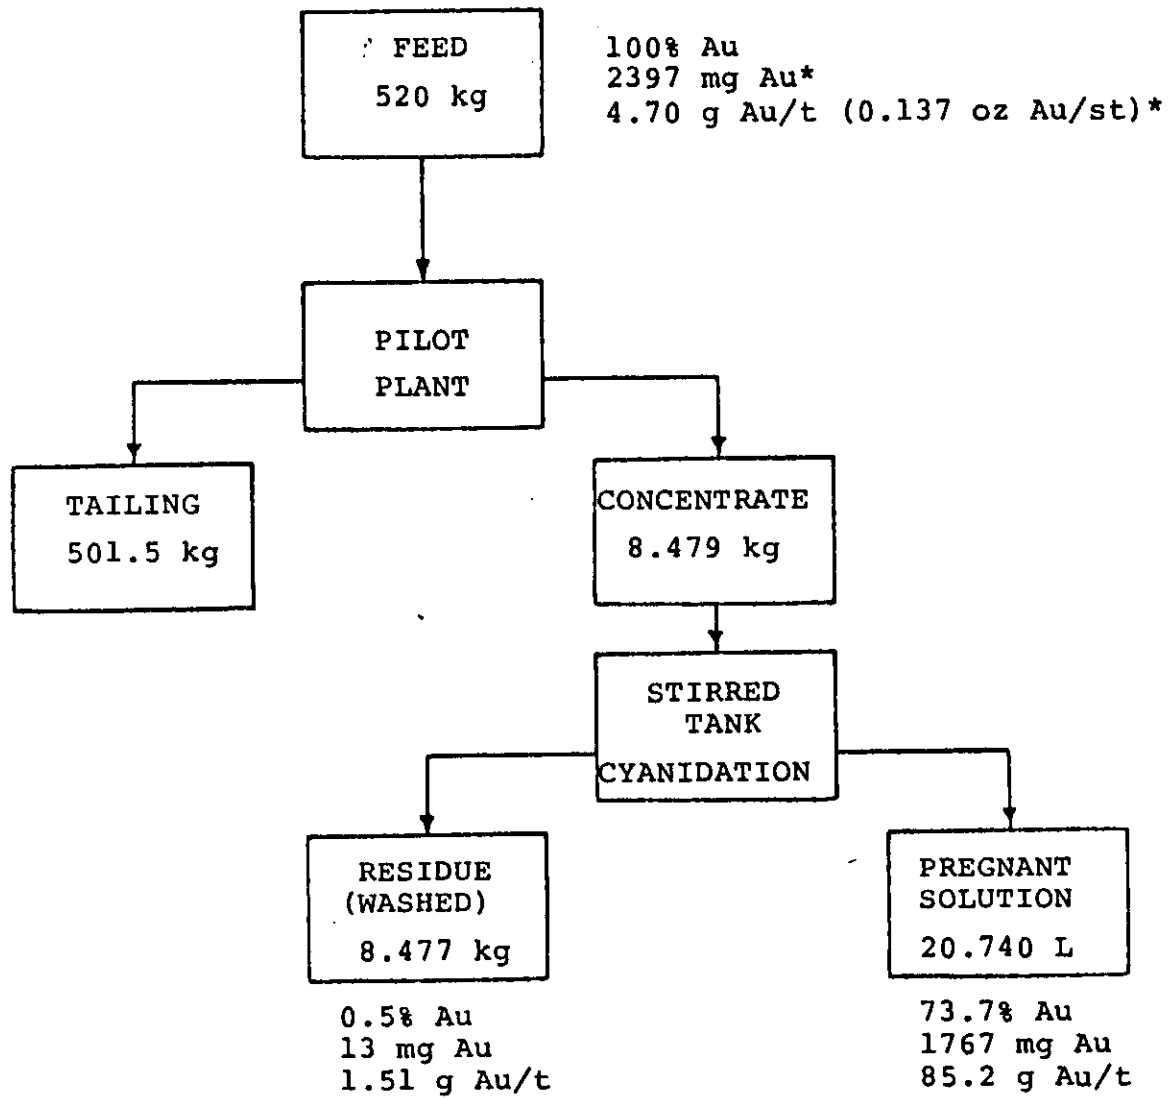 FEED
520 kg
100% Au
2397 mg Au*
4.70 g Au/t (0.137 oz Au/st)*
PILOT
PLANT
TAILING
501.5 kg
CONCENTRATE
8.479 kg
STIRRED
TANK
CYANIDATION
RESIDUE
(WASHED)
8.477 kg
0.5% Au
13 mg Au
1.51 g Au/t
PREGNANT
SOLUTION
20.740 L
73.7% Au
1767 mg Au
85.2 g Au/t